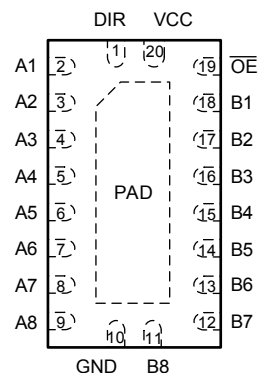 DIR VCC
1 20
A1 2 19 OE
A2 3 18 B1
A3 4 17 B2
A4 5 16 B3
PAD
A5 6 15 B4
A6 7 14 B5
A7 8 13 B6
A8 9 12 B7
10 11
GND B8